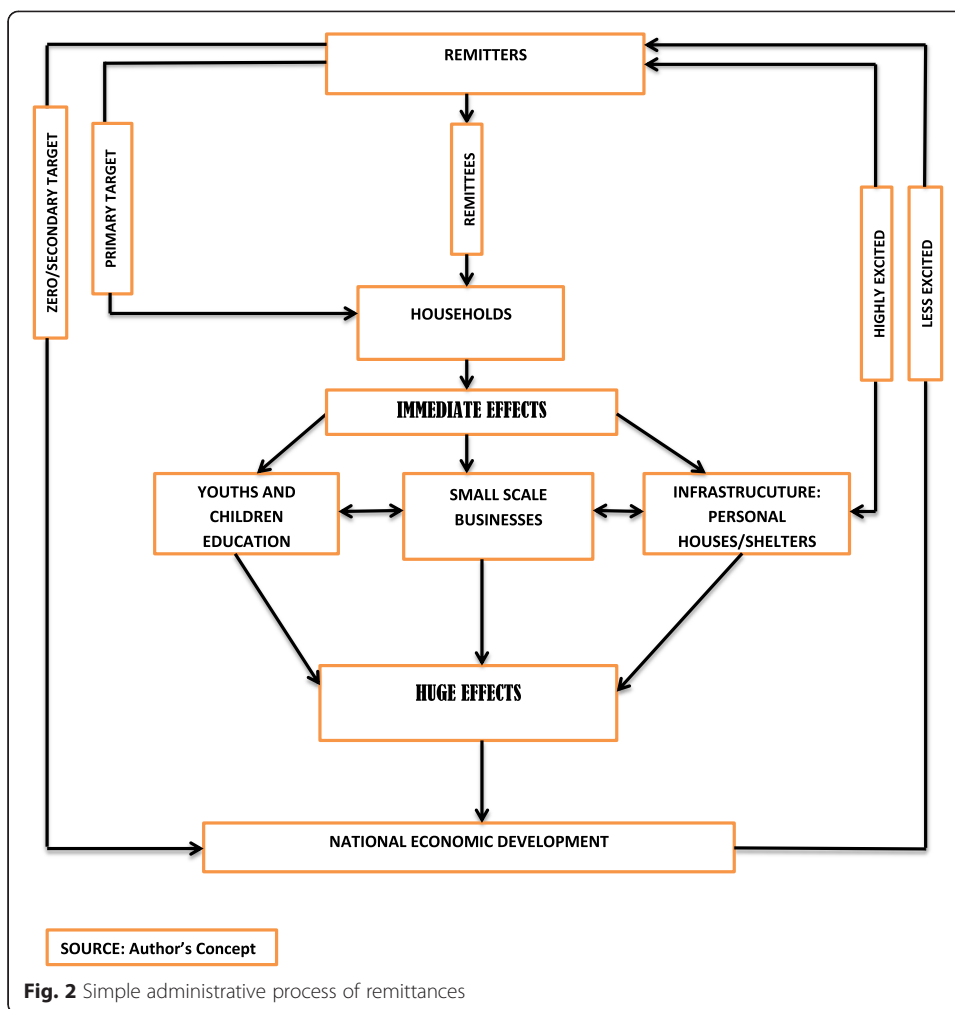 REMITTERS
ZERO/SECONDARY TARGET
PRIMARY TARGET
REMITTEES
HIGHLY EXCITED
LESS EXCITED
HOUSEHOLDS
IMMEDIATE EFFECTS
YOUTHS AND
CHILDREN
EDUCATION
SMALL SCALE
BUSINESSES
INFRASTRUCUTURE:
PERSONAL
HOUSES/SHELTERS
HUGE EFFECTS
NATIONAL ECONOMIC DEVELOPMENT
SOURCE: Author's Concept
Fig. 2 Simple administrative process of remittances